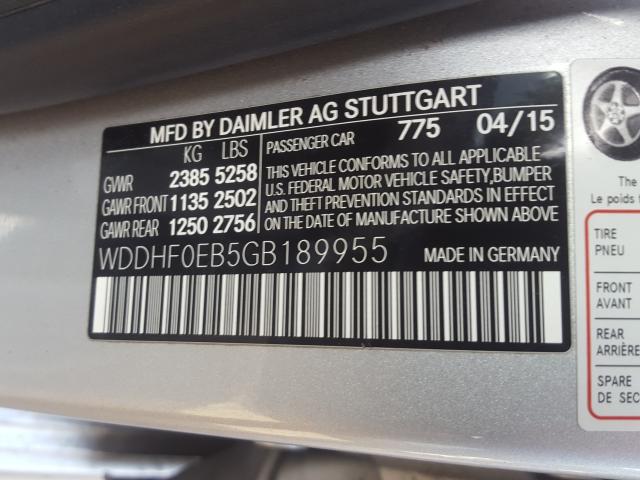 MFD BY DAIMLER AG STUTTGART
KG LBS
GVWR 2385 5258
GAWR FRONT 1135 2502
GAWR REAR 1250 2756
PASSENGER CAR 775 04/15
THIS VEHICLE CONFORMS TO ALL APPLICABLE
U.S. FEDERAL MOTOR VEHICLE SAFETY,BUMPER
AND THEFT PREVENTION STANDARDS IN EFFECT
ON THE DATE OF MANUFACTURE SHOWN ABOVE
WDDHF0EB5GB189955 MADE IN GERMANY
The
Le poids
TIRE
PNEU
FRONT
AVANT
REAR
ARRIÈRE
SPARE
DE SEC